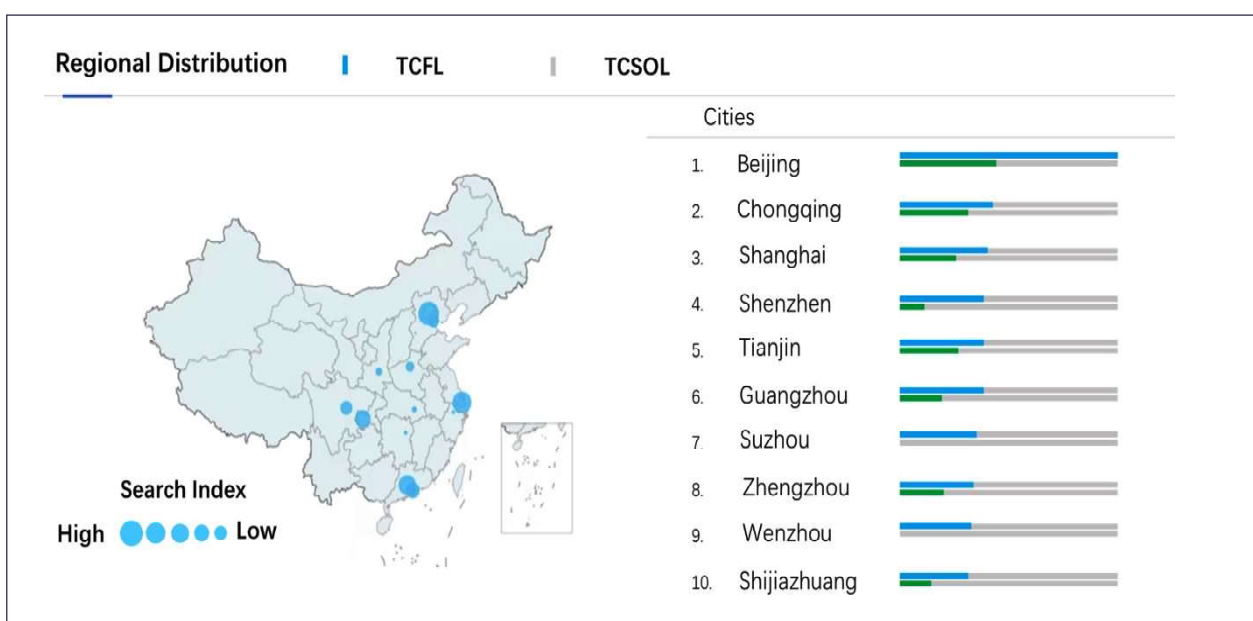 Regional Distribution TCFL TCSOL
Cities
1. Beijing
2. Chongqing
3. Shanghai
4. Shenzhen
5. Tianjin
6. Guangzhou
7. Suzhou
8. Zhengzhou
9. Wenzhou
10. Shijiazhuang
Search Index
High Low